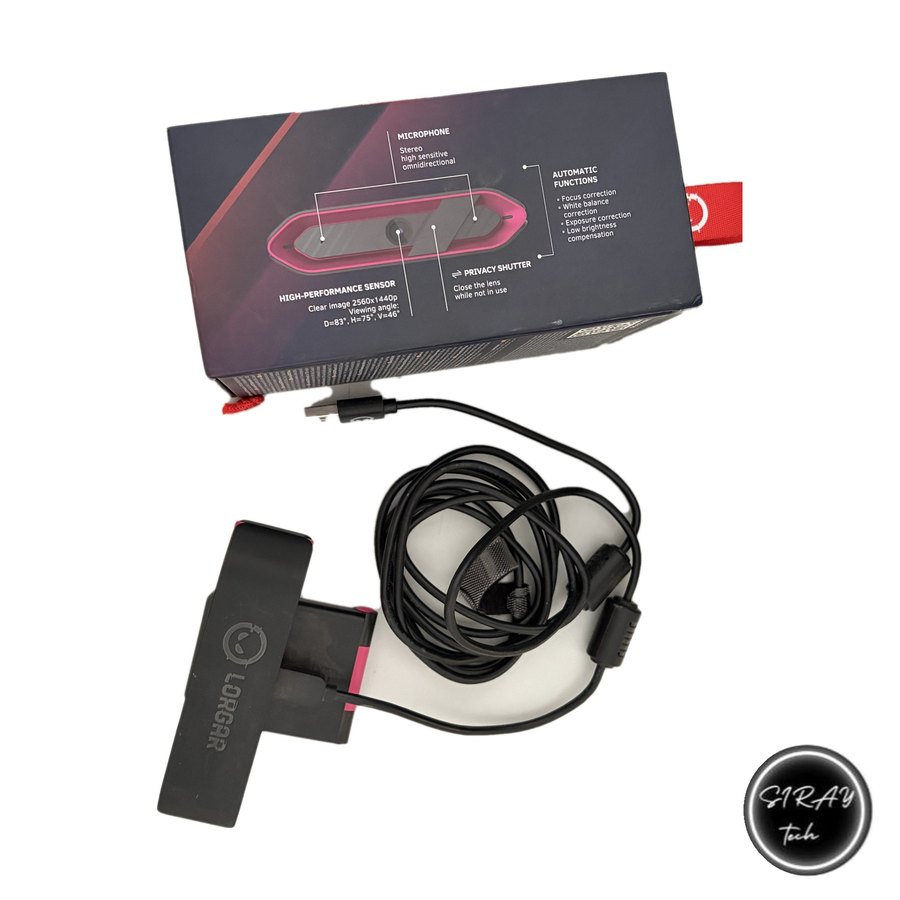 MICROPHONE
Stereo
high sensitive
omnidirectional
AUTOMATIC
FUNCTIONS
• Focus correction
• White balance
correction
• Exposure correction
• Low brightness
compensation
PRIVACY SHUTTER
Close the lens
while not in use
HIGH-PERFORMANCE SENSOR
Clear image 2560x1440p
Viewing angle:
D=83°, H=75°, V=46°
LORGAR
SIRAY
tech